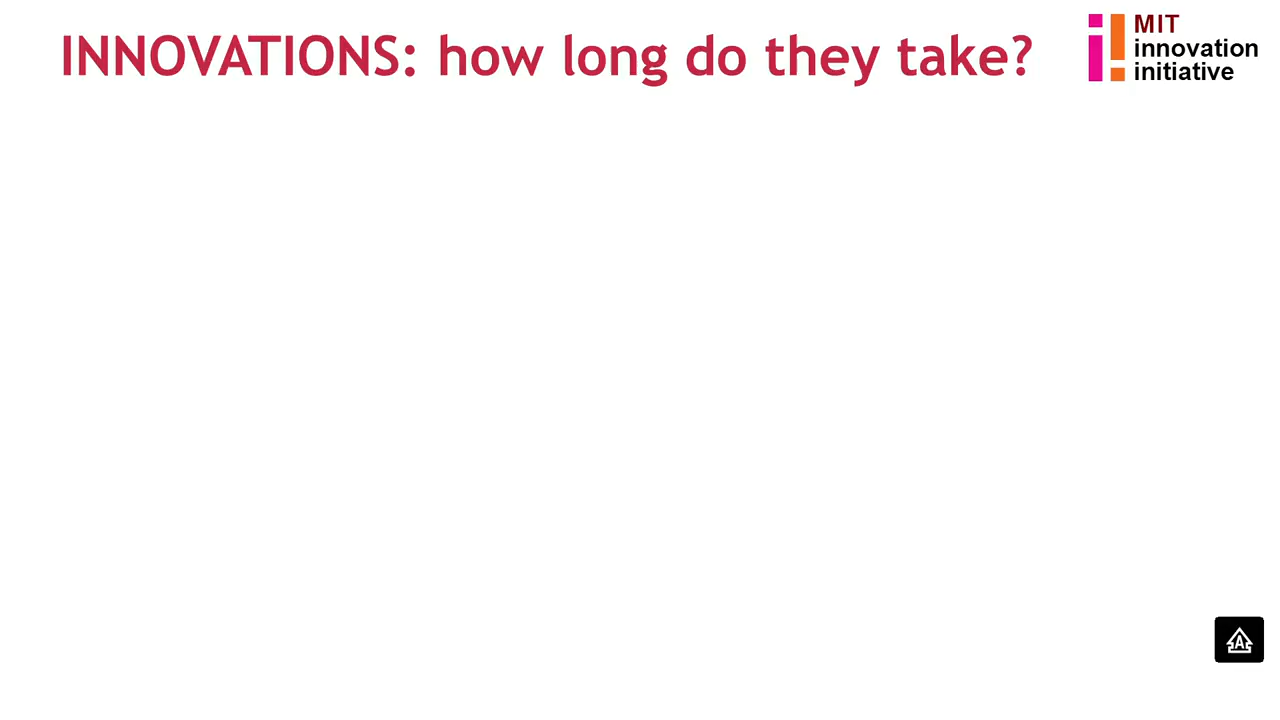 INNOVATIONS: how long do they take?
MIT
innovation
initiative
A